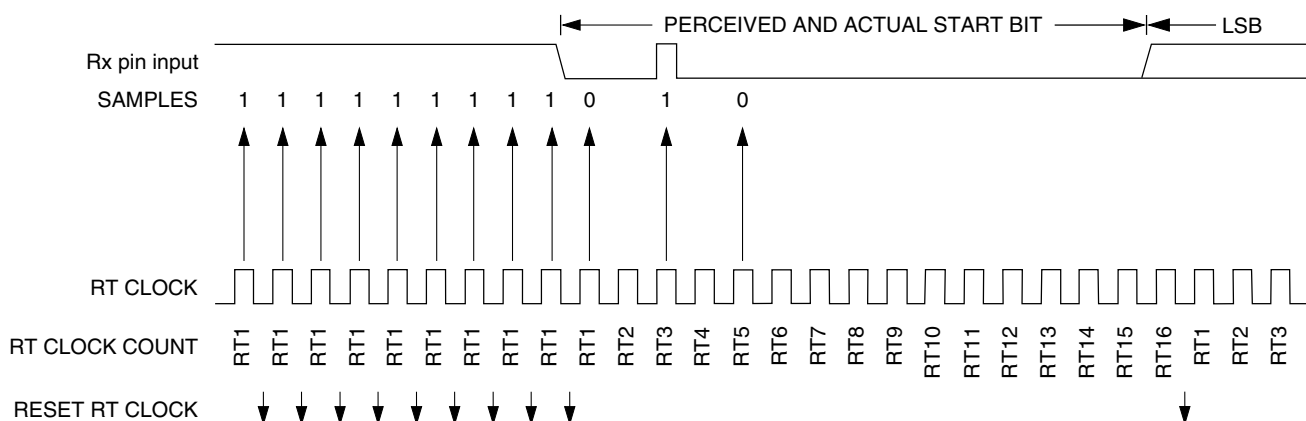 PERCEIVED AND ACTUAL START BIT LSB
Rx pin input
SAMPLES 1 1 1 1 1 1 1 1 1 0 1 0
RT CLOCK
RT CLOCK COUNT RT1 RT1 RT1 RT1 RT1 RT1 RT1 RT1 RT1 RT1 RT2 RT3 RT4 RT5 RT6 RT7 RT8 RT9 RT10 RT11 RT12 RT13 RT14 RT15 RT16 RT1 RT2 RT3
RESET RT CLOCK